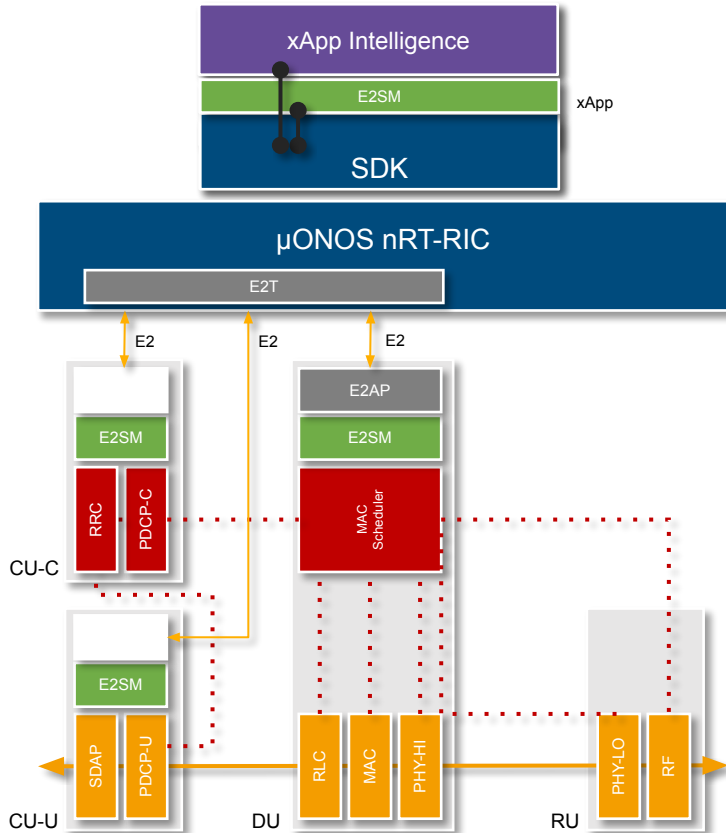 xApp Intelligence
E2SM
xApp
SDK
µONOS nRT-RIC
E2T
E2
E2
E2
E2AP
E2SM
E2SM
RRC
PDCP-C
MAC
Scheduler
CU-C
E2SM
SDAP
PDCP-U
RLC
MAC
PHY-HI
PHY-LO
RF
CU-U
DU
RU